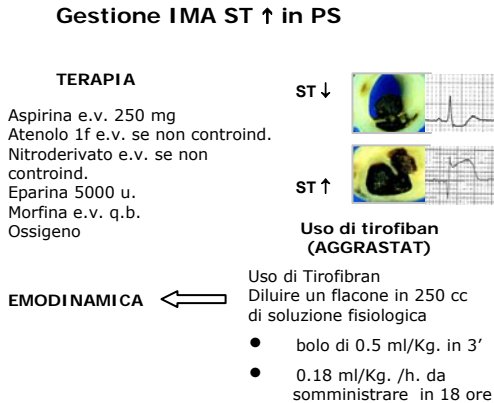 Gestione IMA ST ↑ in PS
TERAPIA
Aspirina e.v. 250 mg
Atenolo 1f e.v. se non controind.
Nitroderivato e.v. se non
controind.
Eparina 5000 u.
Morfina e.v. q.b.
Ossigeno
EMODINAMICA
ST ↓
ST ↑
Uso di tirofiban
(AGGRASTAT)
Uso di Tirofibran
Diluire un flacone in 250 cc
di soluzione fisiologica
● bolo di 0.5 ml/Kg. in 3’
● 0.18 ml/Kg. /h. da
somministrare in 18 ore